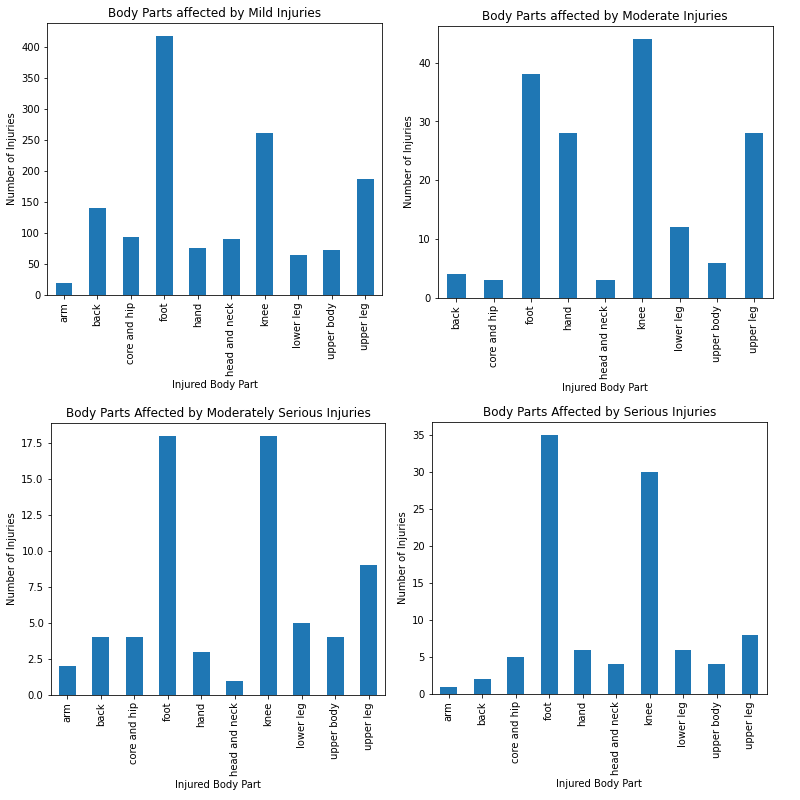 Body Parts affected by Mild Injuries
Number of Injuries
400
350
300
250
200
150
100
50
0
arm
back
core and hip
foot
hand
head and neck
knee
lower leg
upper body
upper leg
Injured Body Part
Body Parts affected by Moderate Injuries
Number of Injuries
40
30
20
10
0
back
core and hip
foot
hand
head and neck
knee
lower leg
upper body
upper leg
Injured Body Part
Body Parts Affected by Moderately Serious Injuries
Number of Injuries
17.5
15.0
12.5
10.0
7.5
5.0
2.5
0.0
arm
back
core and hip
foot
hand
head and neck
knee
lower leg
upper body
upper leg
Injured Body Part
Body Parts Affected by Serious Injuries
Number of Injuries
35
30
25
20
15
10
5
0
arm
back
core and hip
foot
hand
head and neck
knee
lower leg
upper body
upper leg
Injured Body Part